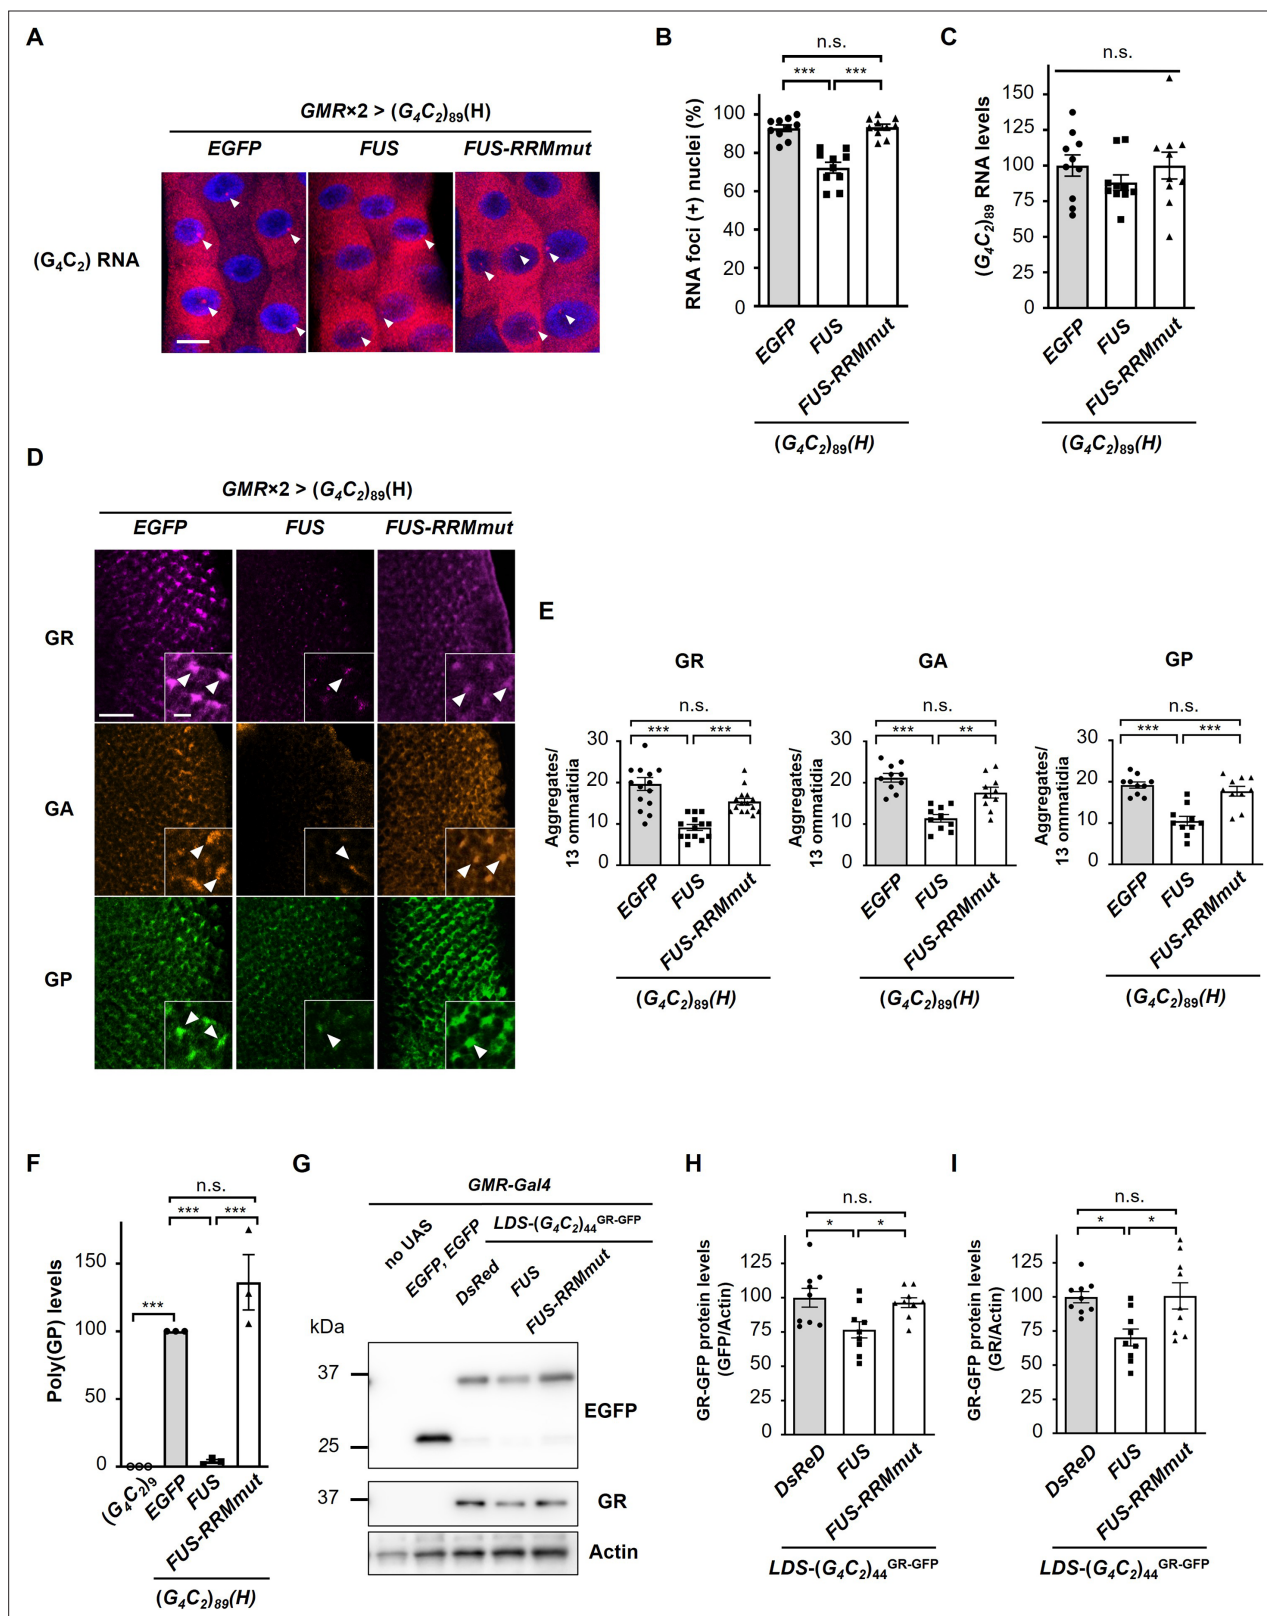 A
GMR×2 > (G₄C₂)₈₉(H)
EGFP FUS FUS-RRMmut
(G₄C₂) RNA
B
n.s.
*** ***
RNA foci (+) nuclei (%)
100
80
60
40
20
0
EGFP FUS FUS-RRMmut
(G₄C₂)₈₉(H)
C
n.s.
(G₄C₂)₈₉ RNA levels
150
125
100
75
50
25
0
EGFP FUS FUS-RRMmut
(G₄C₂)₈₉(H)
D
GMR×2 > (G₄C₂)₈₉(H)
EGFP FUS FUS-RRMmut
GR
GA
GP
E
GR
n.s.
*** ***
Aggregates/
13 ommatidia
30
20
10
0
EGFP FUS FUS-RRMmut
(G₄C₂)₈₉(H)
GA
n.s.
*** **
Aggregates/
13 ommatidia
30
20
10
0
EGFP FUS FUS-RRMmut
(G₄C₂)₈₉(H)
GP
n.s.
*** ***
Aggregates/
13 ommatidia
30
20
10
0
EGFP FUS FUS-RRMmut
(G₄C₂)₈₉(H)
F
n.s.
*** ***
***
Poly(GP) levels
150
100
50
0
(G₄C₂)₉ EGFP FUS FUS-RRMmut
(G₄C₂)₈₉(H)
G
GMR-Gal4
LDS-(G₄C₂)₄₄GR-GFP
no UAS EGFP, EGFP DsRed FUS FUS-RRMmut
kDa
37
25
EGFP
37
GR
Actin
H
n.s.
* *
GR-GFP protein levels
(GFP/Actin)
125
100
75
50
25
0
DsReD FUS FUS-RRMmut
LDS-(G₄C₂)₄₄GR-GFP
I
n.s.
* *
GR-GFP protein levels
(GR/Actin)
125
100
75
50
25
0
DsReD FUS FUS-RRMmut
LDS-(G₄C₂)₄₄GR-GFP